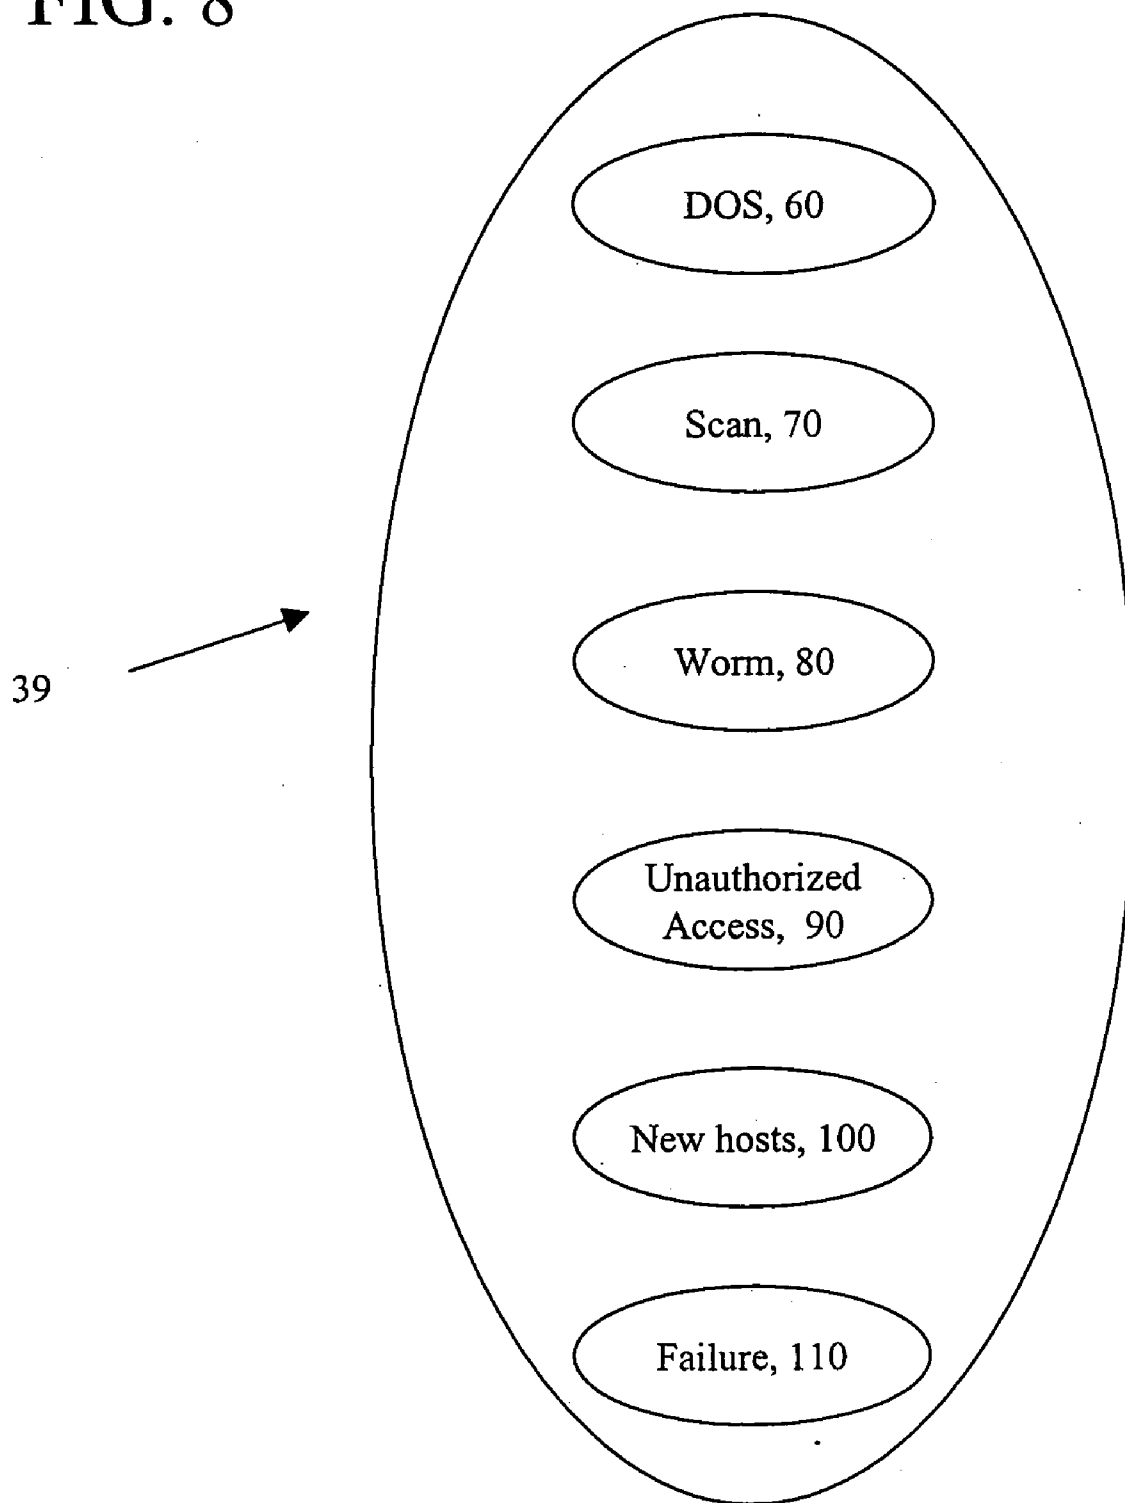 FIG. 8
DOS, 60
Scan, 70
Worm, 80
39
Unauthorized
Access, 90
New hosts, 100
Failure, 110